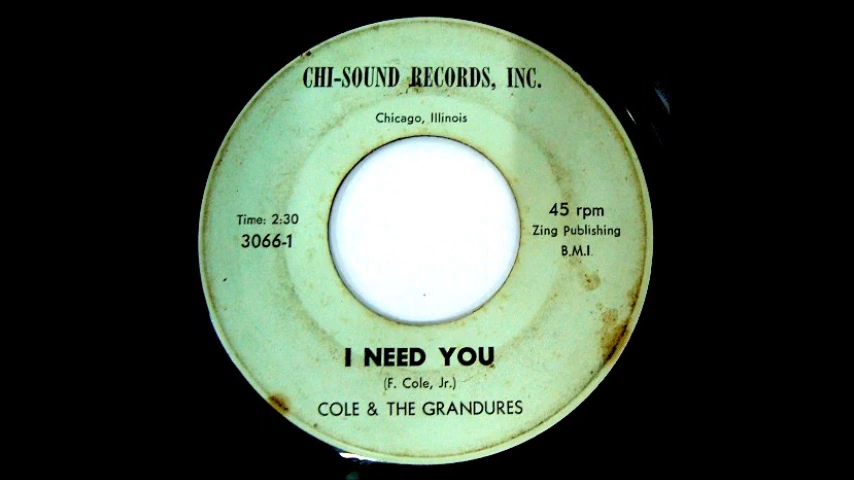 CHI-SOUND RECORDS, INC.
Chicago, Illinois
Time: 2:30
3066-1
45 rpm
Zing Publishing
B.M.I.
I NEED YOU
(F. Cole, Jr.)
COLE & THE GRANDURES